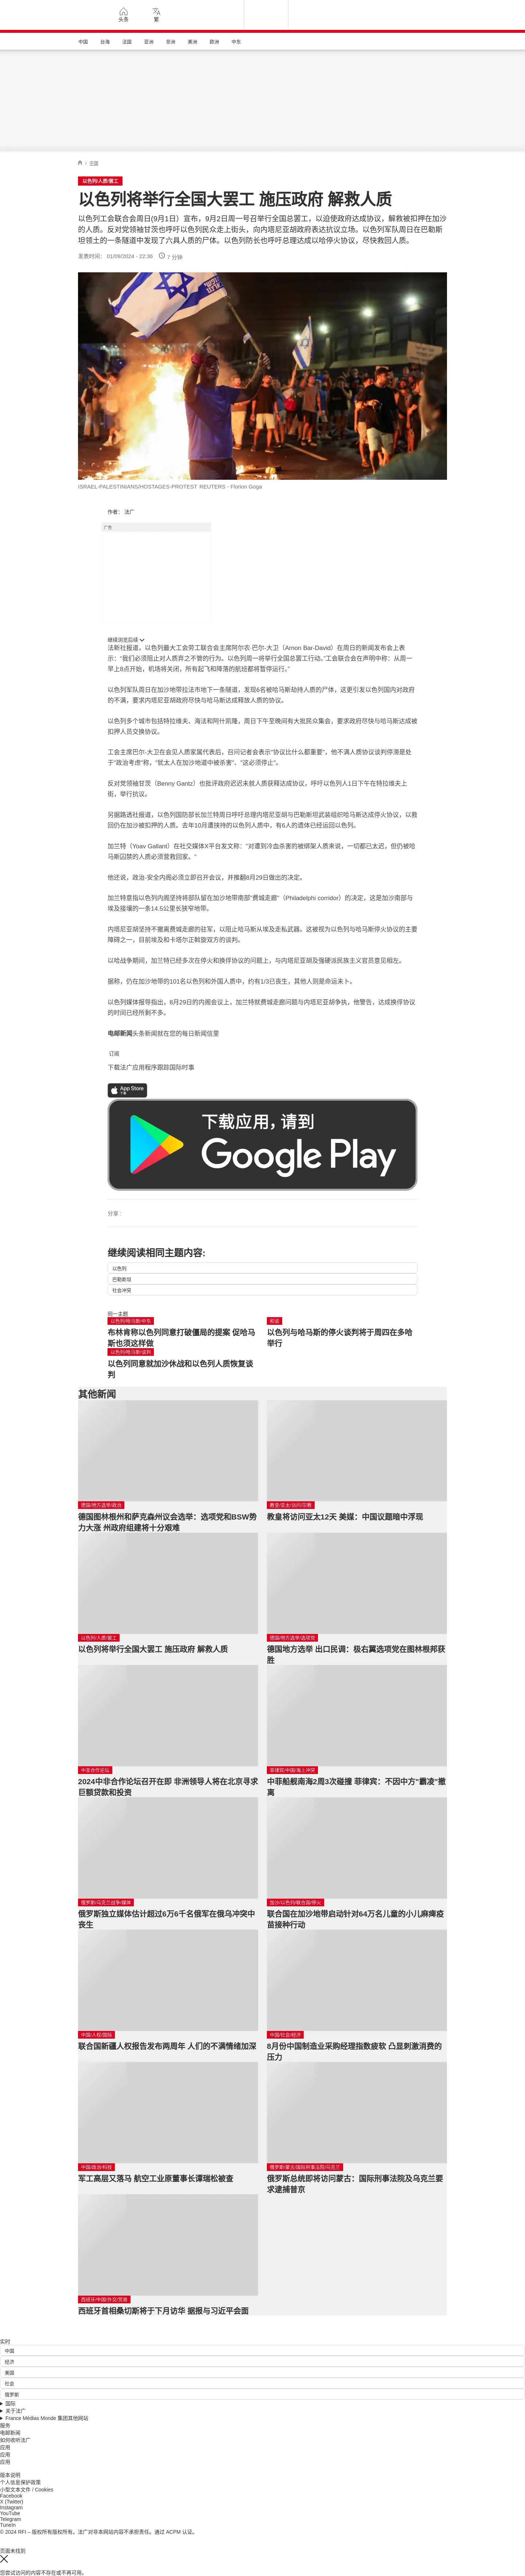 头条
繁
中国
台海
法国
亚洲
非洲
美洲
欧洲
中东
/ 中国
以色列/人质/罢工
以色列将举行全国大罢工 施压政府 解救人质
以色列工会联合会周日(9月1日）宣布，9月2日周一号召举行全国总罢工，以迫使政府达成协议，解救被扣押在加沙
的人质。反对党领袖甘茨也呼吁以色列民众走上街头，向内塔尼亚胡政府表达抗议立场。以色列军队周日在巴勒斯
坦领土的一条隧道中发现了六具人质的尸体。以色列防长也呼吁总理达成以哈停火协议，尽快救回人质。
发表时间： 01/09/2024 - 22:36 7 分钟
ISRAEL-PALESTINIANS/HOSTAGES-PROTEST REUTERS - Florion Goga
作者： 法广
广告
继续浏览后续
法新社报道，以色列最大工会劳工联合会主席阿尔农·巴尔-大卫（Arnon Bar-David）在周日的新闻发布会上表
示："我们必须阻止对人质弃之不管的行为。以色列周一将举行全国总罢工行动。"工会联合会在声明中称：从周一
早上8点开始，机场将关闭，所有起飞和降落的航班都将暂停运行。"
以色列军队周日在加沙地带拉法市地下一条隧道，发现6名被哈马斯劫持人质的尸体，这更引发以色列国内对政府
的不满，要求内塔尼亚胡政府尽快与哈马斯达成释放人质的协议。
以色列多个城市包括特拉维夫、海法和阿什凯隆，周日下午至晚间有大批民众集会，要求政府尽快与哈马斯达成被
扣押人员交换协议。
工会主席巴尔-大卫在会见人质家属代表后，召问记者会表示"协议比什么都重要"，他不满人质协议谈判停滞是处
于"政治考虑"称，"犹太人在加沙地道中被杀害"、"这必须停止"。
反对党领袖甘茨（Benny Gantz）也批评政府迟迟未就人质获释达成协议，呼吁以色列人1日下午在特拉维夫上
街，举行抗议。
另据路透社报道，以色列国防部长加兰特周日呼吁总理内塔尼亚胡与巴勒斯坦武装组织哈马斯达成停火协议，以救
回仍在加沙被扣押的人质。去年10月遭挟持的以色列人质中，有6人的遗体已经运回以色列。
加兰特（Yoav Gallant）在社交媒体X平台发文称："对遭到冷血杀害的被绑架人质来说，一切都已太迟，但仍被哈
马斯囚禁的人质必须营救回家。"
他还说，政治-安全内阁必须立即召开会议，并推翻8月29日做出的决定。
加兰特意指以色列内阁坚持将部队留在加沙地带南部"费城走廊"（Philadelphi corridor）的决定，这是加沙南部与
埃及接壤的一条14.5公里长狭窄地带。
内塔尼亚胡坚持不撤离费城走廊的驻军，以阻止哈马斯从埃及走私武器。这被视为以色列与哈马斯停火协议的主要
障碍之一，目前埃及和卡塔尔正斡旋双方的谈判。
以哈战争期间，加兰特已经多次在停火和换俘协议的问题上，与内塔尼亚胡及强硬派民族主义官员意见相左。
据称，仍在加沙地带的101名以色列和外国人质中，约有1/3已丧生，其他人则是命运未卜。
以色列媒体报导指出，8月29日的内阁会议上，加兰特就费城走廊问题与内塔尼亚胡争执，他警告，达成换俘协议
的时间已经所剩不多。
电邮新闻头条新闻就在您的每日新闻信里
订阅
下载法广应用程序跟踪国际时事
App Store
下载应用，请到
Google Play
分享 :
继续阅读相同主题内容:
以色列
巴勒斯坦
社会冲突
同一主题
以色列/哈马斯/中东
布林肯称以色列同意打破僵局的提案 促哈马
斯也须这样做
和谈
以色列与哈马斯的停火谈判将于周四在多哈
举行
以色列/哈马斯/谈判
以色列同意就加沙休战和以色列人质恢复谈
判
其他新闻
德国/地方选举/政治
德国图林根州和萨克森州议会选举：选项党和BSW势
力大涨 州政府组建将十分艰难
教皇/亚太/访问/宗教
教皇将访问亚太12天 美媒：中国议题暗中浮现
以色列/人质/罢工
以色列将举行全国大罢工 施压政府 解救人质
德国/地方选举/选项党
德国地方选举 出口民调：极右翼选项党在图林根邦获
胜
中非合作论坛
2024中非合作论坛召开在即 非洲领导人将在北京寻求
巨额贷款和投资
菲律宾/中国/海上冲突
中菲船舰南海2周3次碰撞 菲律宾：不因中方"霸凌"撤
离
俄罗斯/乌克兰战争/媒体
俄罗斯独立媒体估计超过6万6千名俄军在俄乌冲突中
丧生
加沙/以色列/联合国/停火
联合国在加沙地带启动针对64万名儿童的小儿麻痺疫
苗接种行动
中国/人权/国际
联合国新疆人权报告发布两周年 人们的不满情绪加深
中国/社会/经济
8月份中国制造业采购经理指数疲软 凸显刺激消费的
压力
中国/政治/科技
军工高层又落马 航空工业原董事长谭瑞松被查
俄罗斯/蒙古/国际刑事法院/乌克兰
俄罗斯总统即将访问蒙古：国际刑事法院及乌克兰要
求逮捕普京
西班牙/中国/外交/贸易
西班牙首相桑切斯将于下月访华 据报与习近平会面
实时
中国
经济
美国
社会
俄罗斯
国际
关于法广
France Médias Monde 集团其他网站
服务
电邮新闻
如何收听法广
应用
应用
应用
版本说明
个人信息保护政策
小型文本文件 / Cookies
Facebook
X (Twitter)
Instagram
YouTube
Telegram
TuneIn
© 2024 RFI – 版权所有版权所有。法广对非本网站内容不承担责任。通过 ACPM 认证。
页面未找到
您尝试访问的内容不存在或不再可用。